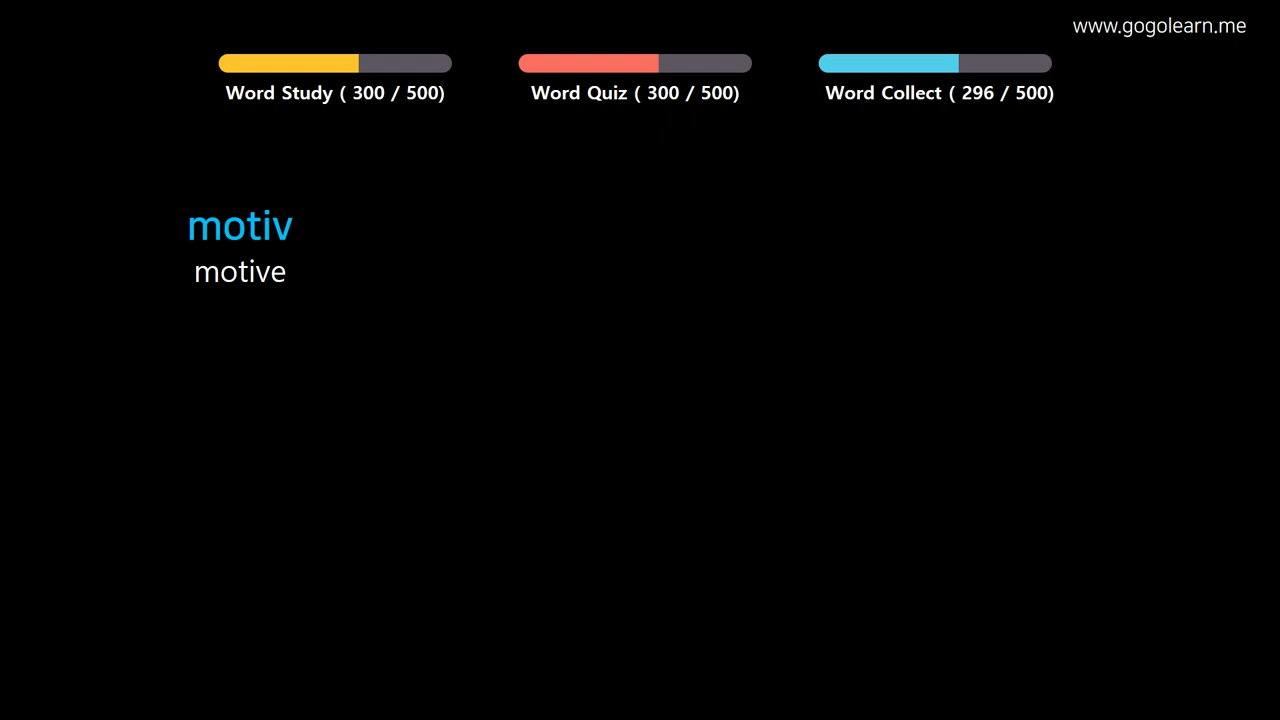 www.gogolearn.me
Word Study ( 300 / 500)
Word Quiz ( 300 / 500)
Word Collect ( 296 / 500)
motiv
motive